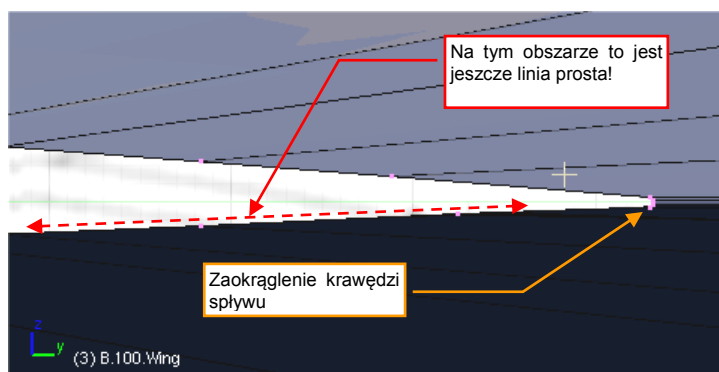 Na tym obszarze to jest
jeszcze linia prosta!
Zaokrąglenie krawędzi
spływu
z
y
(3) B.100.Wing